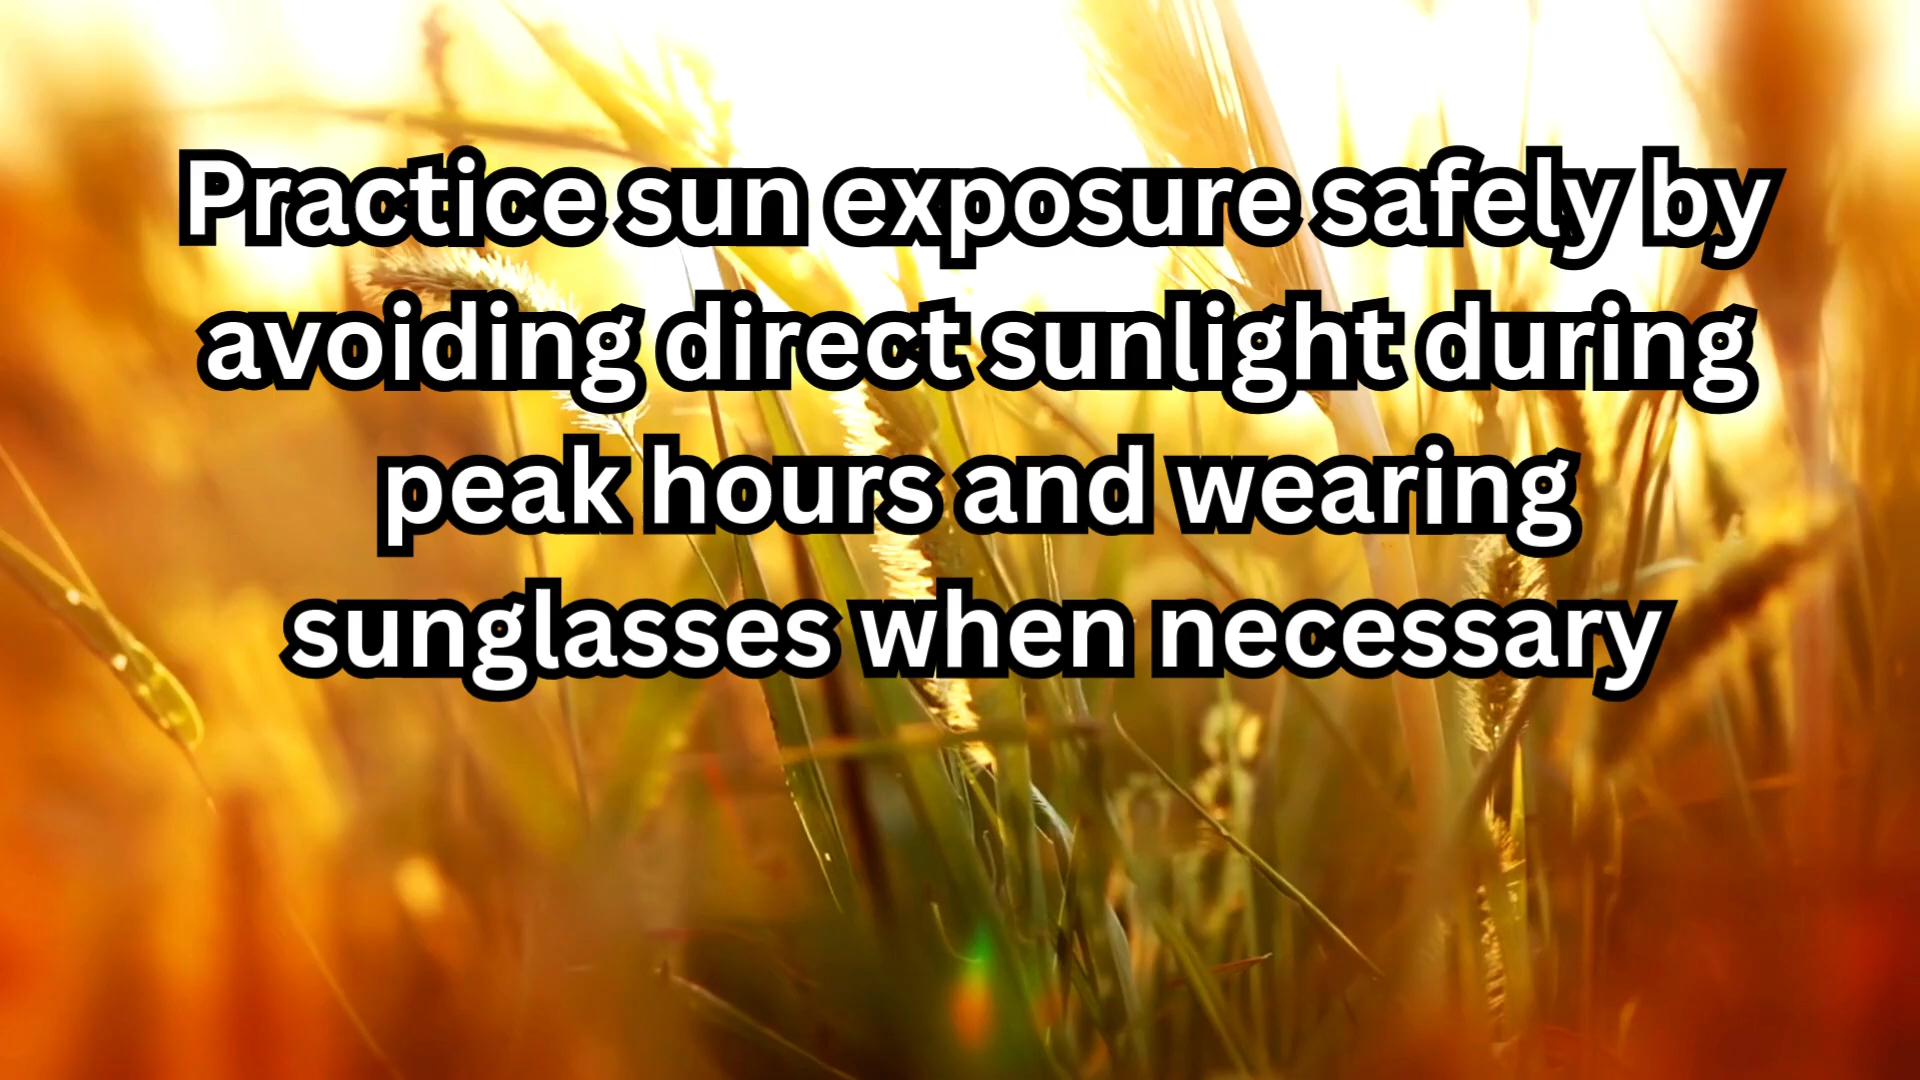 Practice sun exposure safely by
avoiding direct sunlight during
peak hours and wearing
sunglasses when necessary